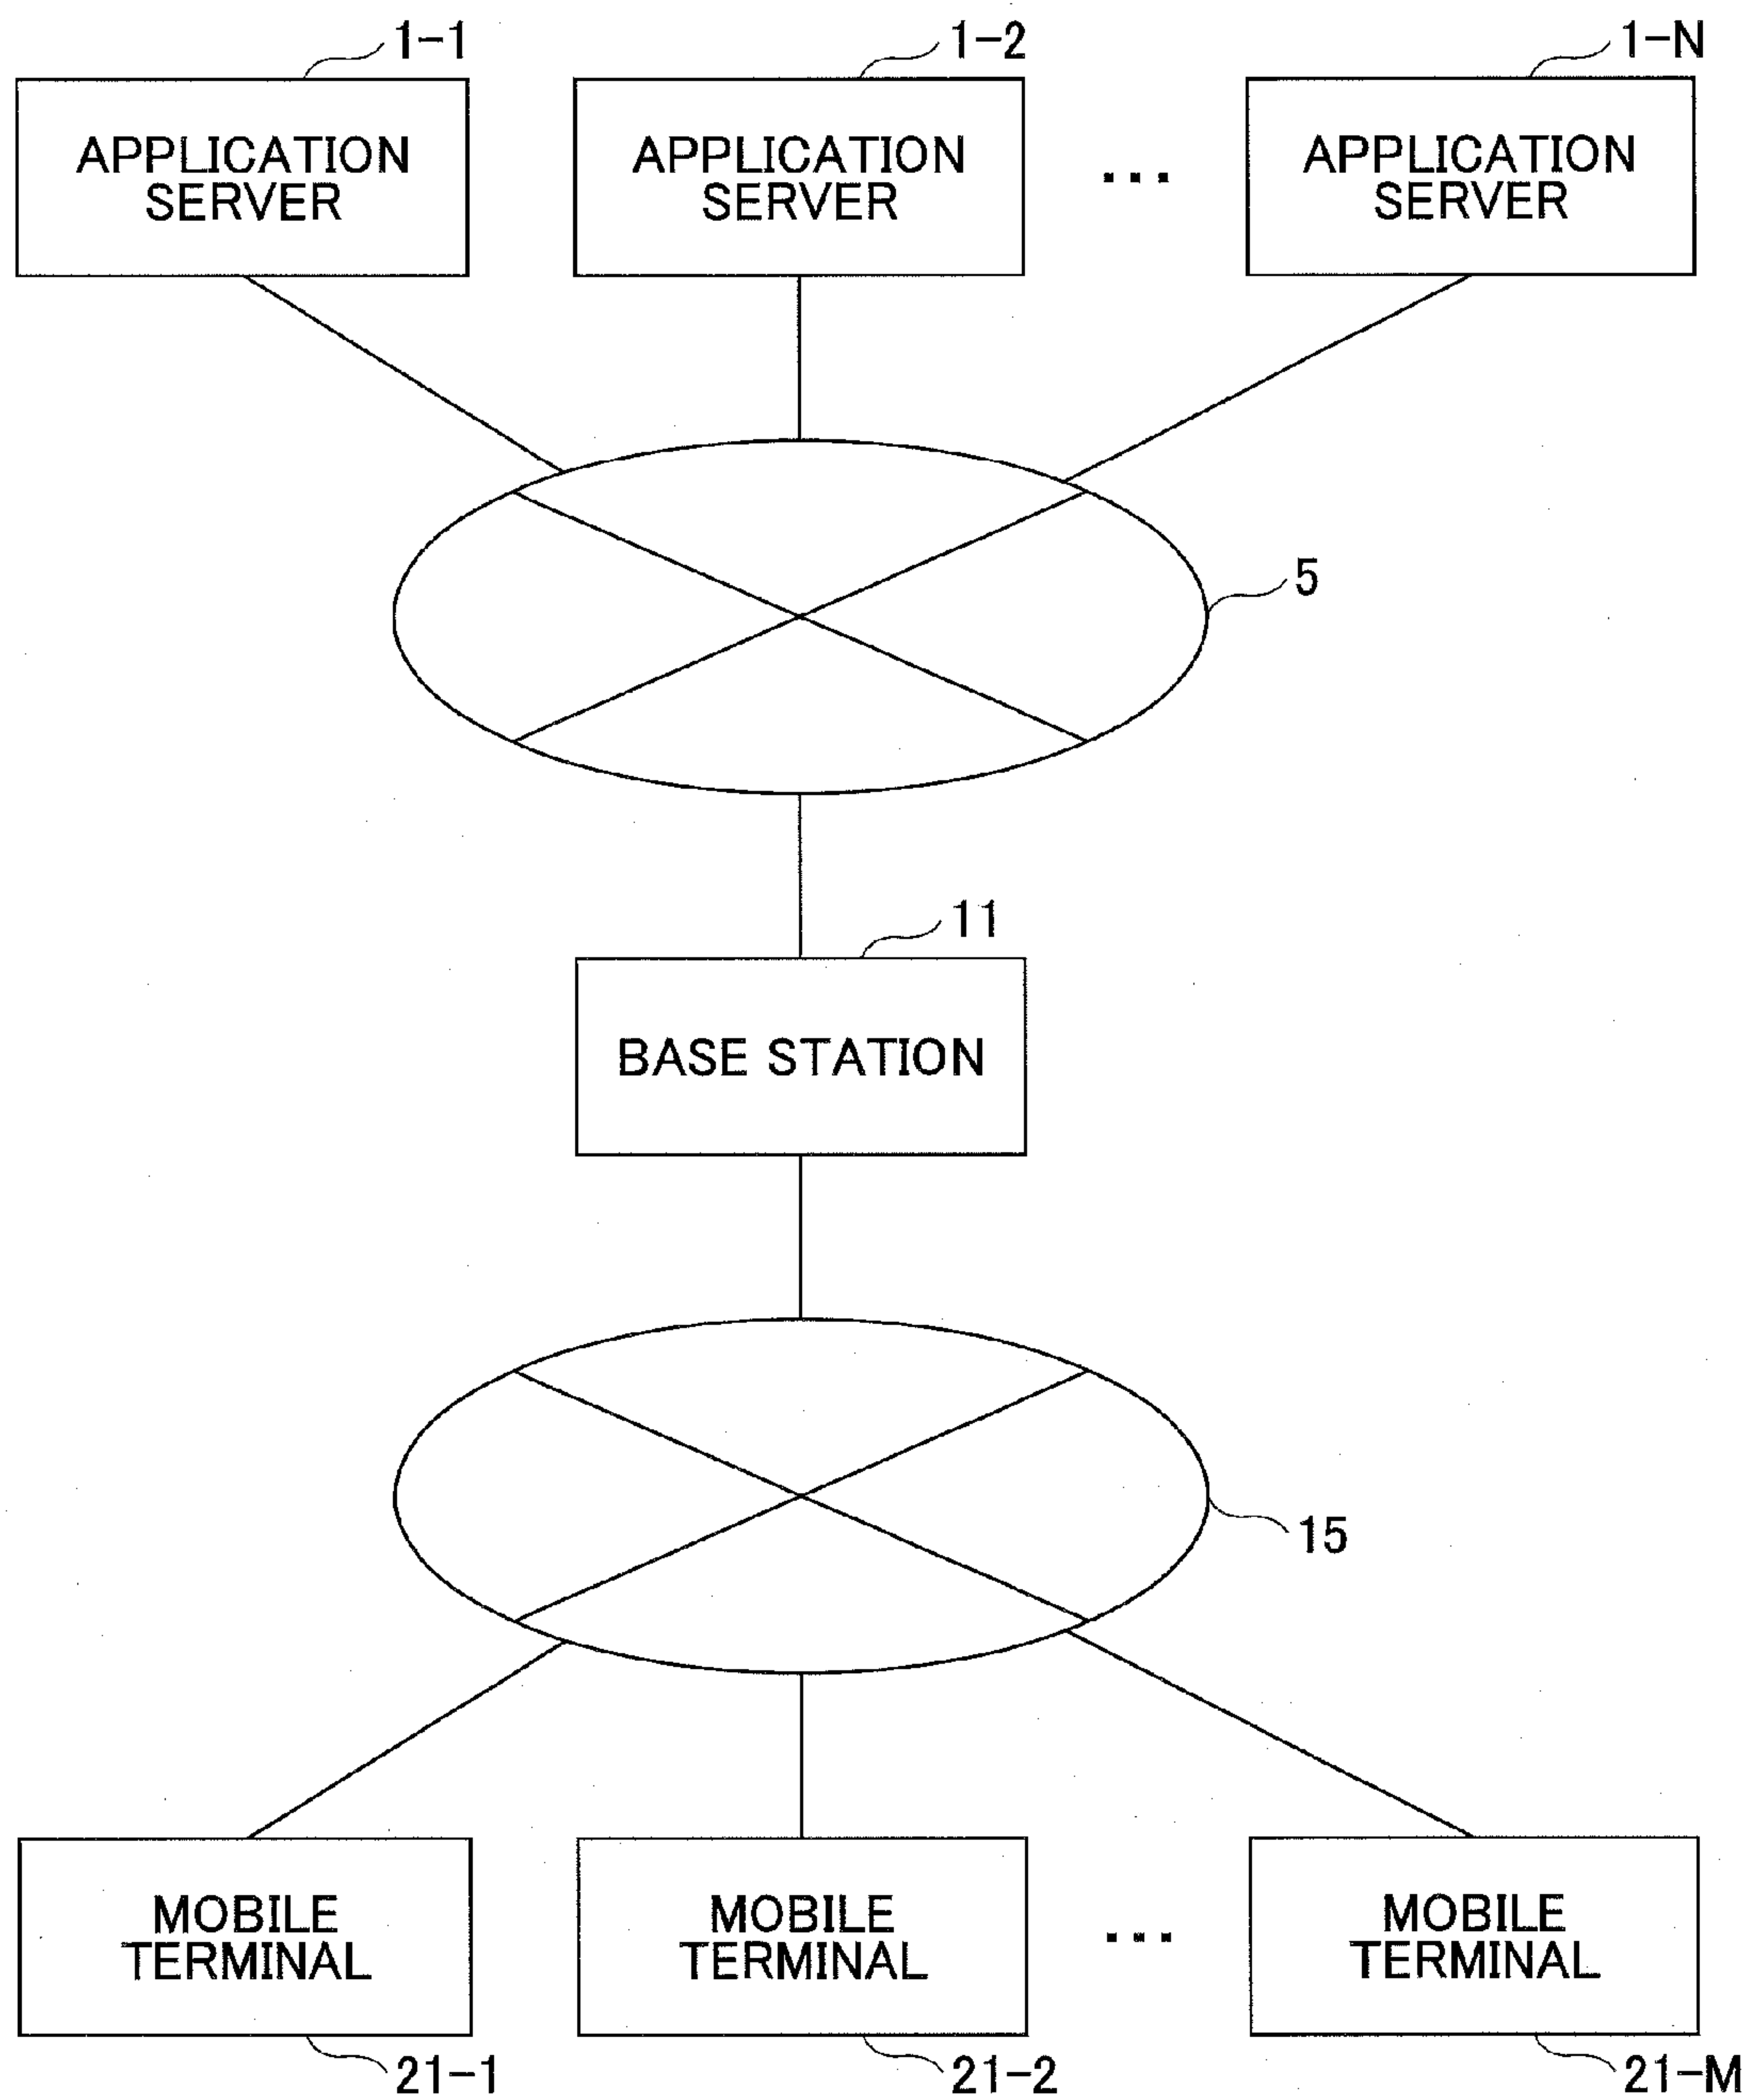 1-1
1-2
1-N
APPLICATION
SERVER
APPLICATION
SERVER
...
APPLICATION
SERVER
5
11
BASE STATION
15
MOBILE
TERMINAL
MOBILE
TERMINAL
...
MOBILE
TERMINAL
21-1
21-2
21-M